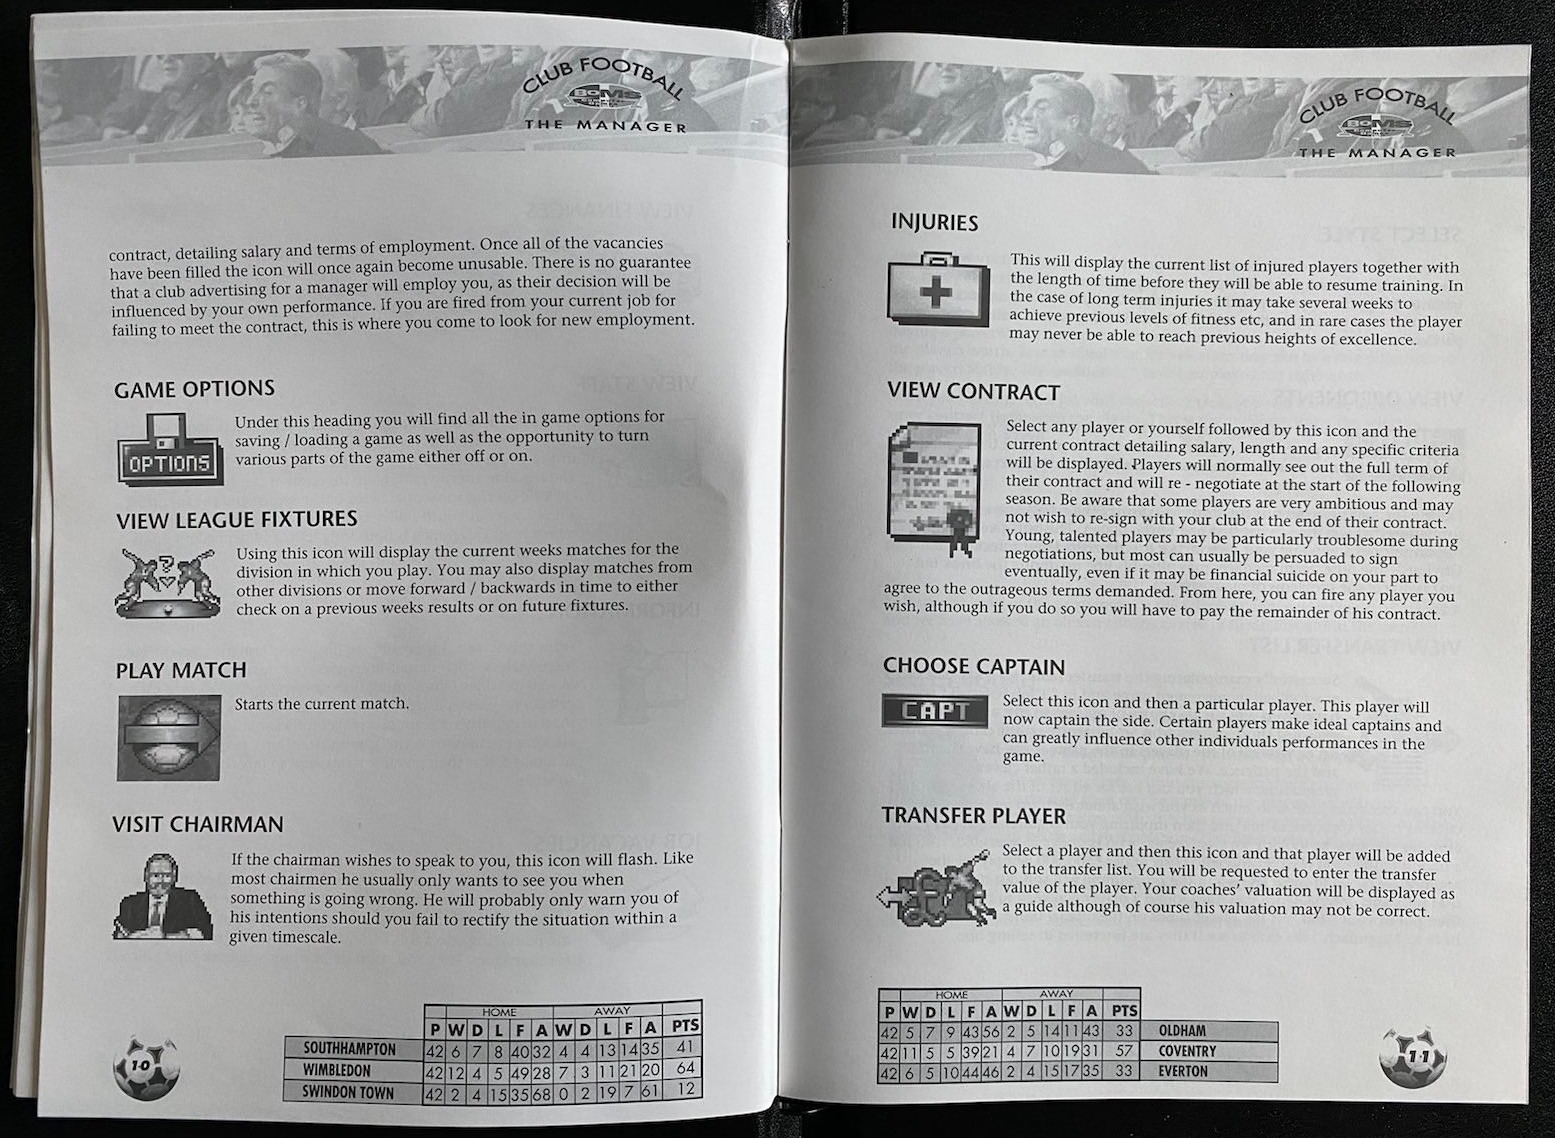 CLUB FOOTBALL
BOMS
THE MANAGER
contract, detailing salary and terms of employment. Once all of the vacancies
have been filled the icon will once again become unusable. There is no guarantee
that a club advertising for a manager will employ you, as their decision will be
influenced by your own performance. If you are fired from your current job for
failing to meet the contract, this is where you come to look for new employment.
GAME OPTIONS
OPTIONS
Under this heading you will find all the in game options for
saving / loading a game as well as the opportunity to turn
various parts of the game either off or on.
VIEW LEAGUE FIXTURES
?
Using this icon will display the current weeks matches for the
division in which you play. You may also display matches from
other divisions or move forward / backwards in time to either
check on a previous weeks results or on future fixtures.
PLAY MATCH
Starts the current match.
VISIT CHAIRMAN
If the chairman wishes to speak to you, this icon will flash. Like
most chairmen he usually only wants to see you when
something is going wrong. He will probably only warn you of
his intentions should you fail to rectify the situation within a
given timescale.
HOME AWAY
P W D L F A W D L F A PTS
SOUTHHAMPTON 42 6 7 8 40 32 4 4 13 14 35 41
WIMBLEDON 42 12 4 5 49 28 7 3 11 21 20 64
SWINDON TOWN 42 2 4 15 35 68 0 2 19 7 61 12
10
CLUB FOOTBALL
BOMS
THE MANAGER
INJURIES
This will display the current list of injured players together with
the length of time before they will be able to resume training. In
the case of long term injuries it may take several weeks to
achieve previous levels of fitness etc, and in rare cases the player
may never be able to reach previous heights of excellence.
VIEW CONTRACT
Select any player or yourself followed by this icon and the
current contract detailing salary, length and any specific criteria
will be displayed. Players will normally see out the full term of
their contract and will re - negotiate at the start of the following
season. Be aware that some players are very ambitious and may
not wish to re-sign with your club at the end of their contract.
Young, talented players may be particularly troublesome during
negotiations, but most can usually be persuaded to sign
eventually, even if it may be financial suicide on your part to
agree to the outrageous terms demanded. From here, you can fire any player you
wish, although if you do so you will have to pay the remainder of his contract.
CHOOSE CAPTAIN
CAPT
Select this icon and then a particular player. This player will
now captain the side. Certain players make ideal captains and
can greatly influence other individuals performances in the
game.
TRANSFER PLAYER
£
Select a player and then this icon and that player will be added
to the transfer list. You will be requested to enter the transfer
value of the player. Your coaches' valuation will be displayed as
a guide although of course his valuation may not be correct.
HOME AWAY
P W D L F A W D L F A PTS
42 5 7 9 43 56 2 5 14 11 43 33 OLDHAM
42 11 5 5 39 21 4 7 10 19 31 57 COVENTRY
42 6 5 10 44 46 2 4 15 17 35 33 EVERTON
11